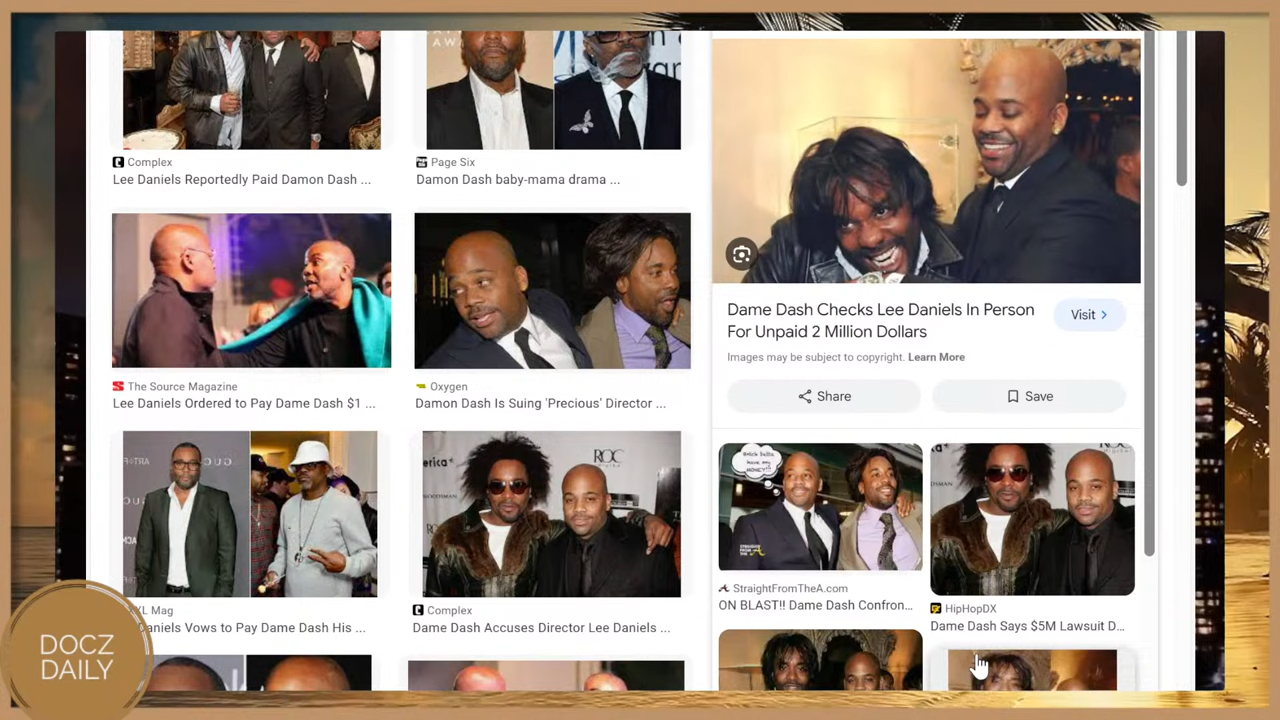 Complex
Lee Daniels Reportedly Paid Damon Dash ...
Page Six
Damon Dash baby-mama drama ...
The Source Magazine
Lee Daniels Ordered to Pay Dame Dash $1 ...
Oxygen
Damon Dash Is Suing 'Precious' Director ...
GUCCI
erica
ROC
XL Mag
Daniels Vows to Pay Dame Dash His ...
Complex
Dame Dash Accuses Director Lee Daniels ...
Dame Dash Checks Lee Daniels In Person
For Unpaid 2 Million Dollars
Visit >
Images may be subject to copyright. Learn More
Share
Save
StraightFromTheA.com
ON BLAST!! Dame Dash Confron...
ROC
HipHopDX
Dame Dash Says $5M Lawsuit D...
DOCZ
DAILY